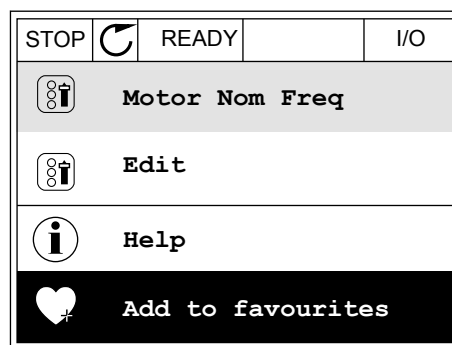 STOP READY I/O
Motor Nom Freq
Edit
Help
Add to favourites